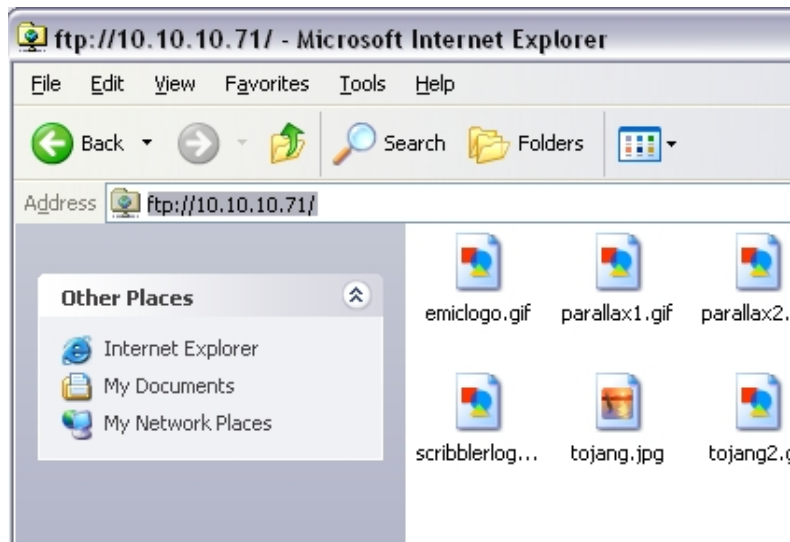 ftp://10.10.10.71/ - Microsoft Internet Explorer
File Edit View Favorites Tools Help
Back Search Folders
Address ftp://10.10.10.71/
Other Places
Internet Explorer
My Documents
My Network Places
emiclogo.gif parallax1.gif parallax2.
scribblerlog... tojang.jpg tojang2.g